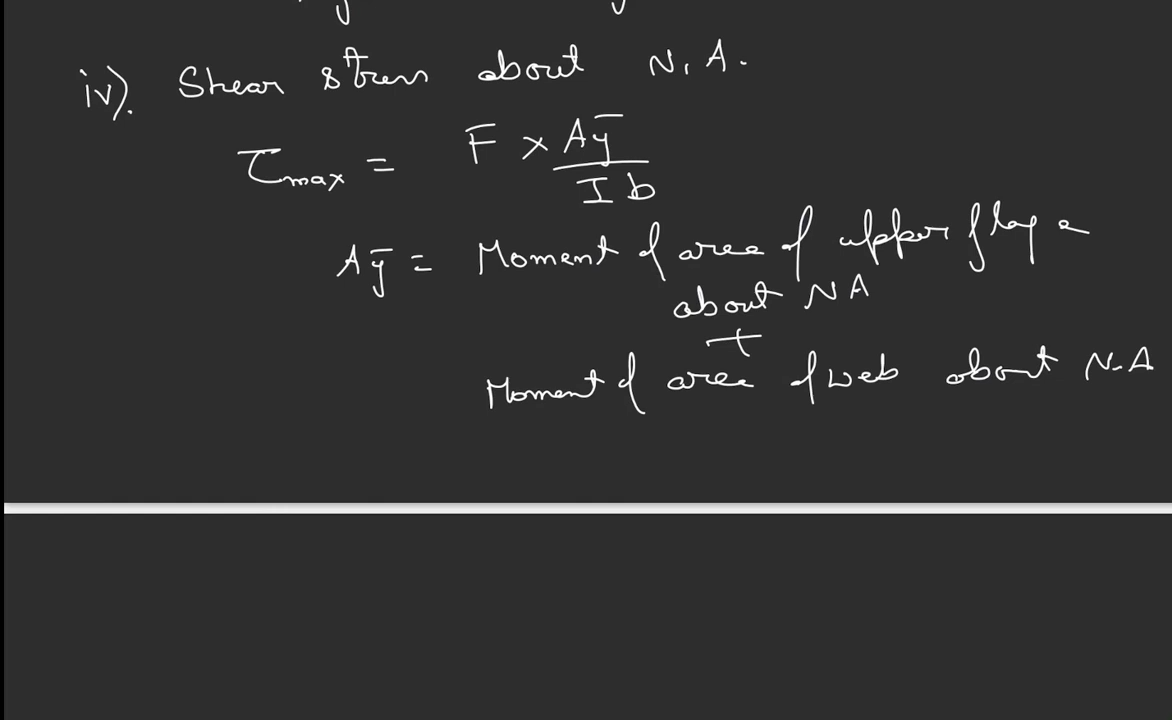 iv). Shear stress about N.A.
τmax = F × Aȳ / I b
Aȳ = Moment of area of upper flange
about NA
+
Moment of area of web about N.A